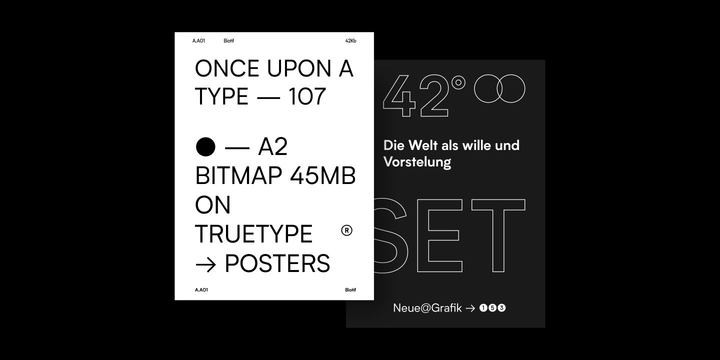 A.A01 Biotif 42Kb
ONCE UPON A
TYPE — 107
● — A2
BITMAP 45MB
ON
TRUETYPE ®
→ POSTERS
A.A01 Biotif
42°
Die Welt als wille und
Vorstelung
SET
Neue@Grafik → ❶❺❸